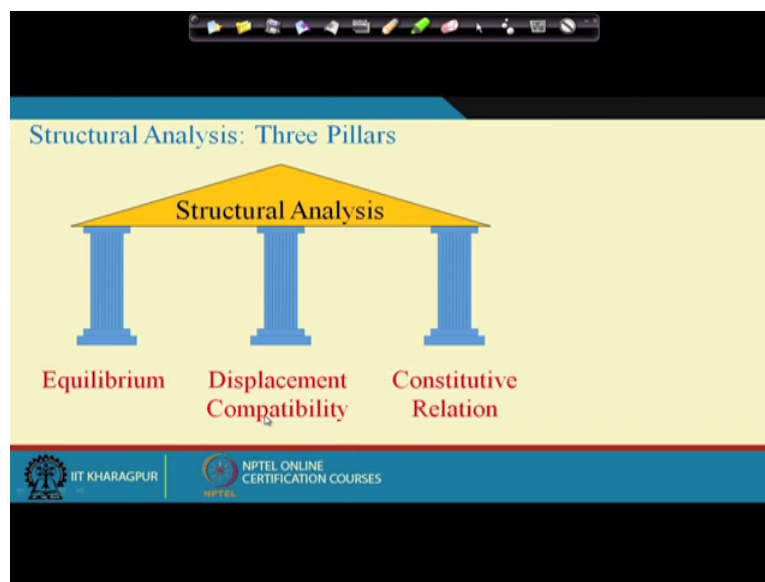 Structural Analysis: Three Pillars
Structural Analysis
Equilibrium
Displacement
Compatibility
Constitutive
Relation
IIT KHARAGPUR
NPTEL ONLINE
CERTIFICATION COURSES
NPTEL